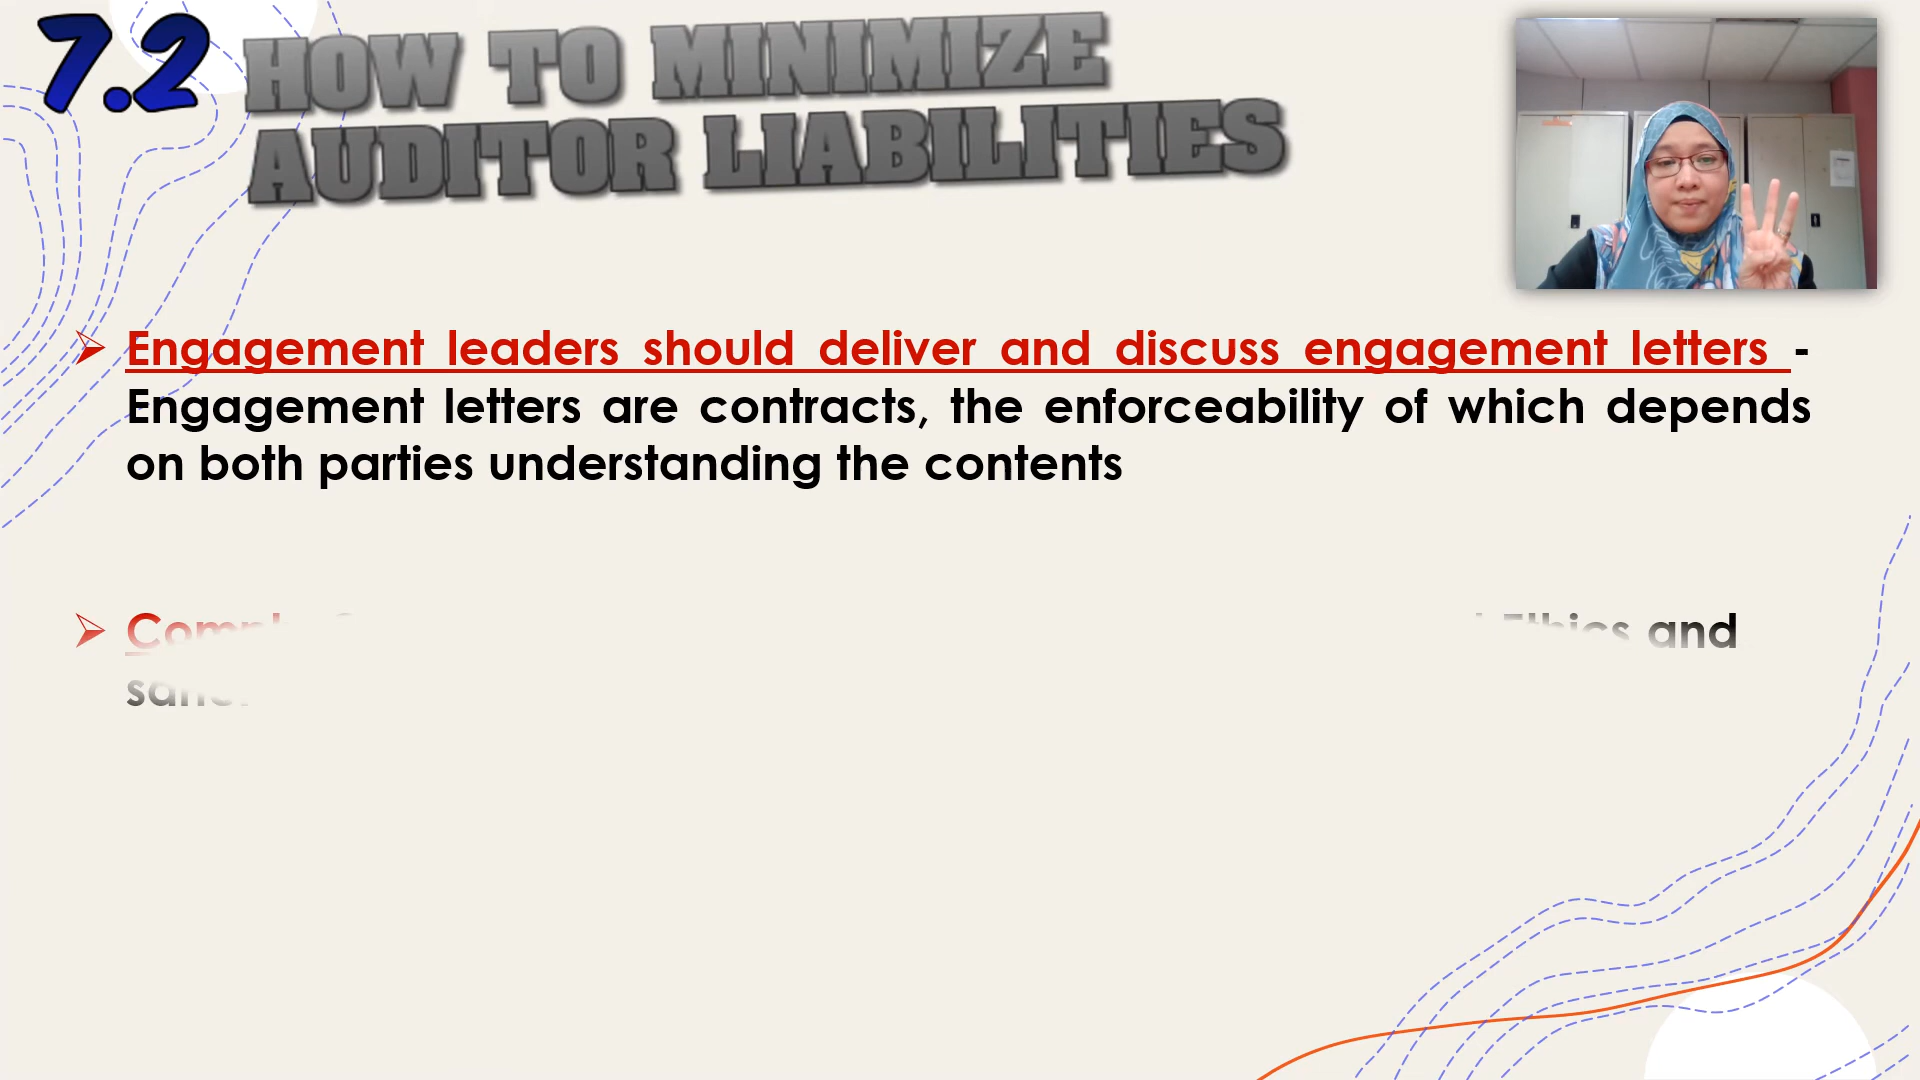 7.2 HOW TO MINIMIZE
AUDITOR LIABILITIES
Engagement leaders should deliver and discuss engagement letters -
Engagement letters are contracts, the enforceability of which depends
on both parties understanding the contents
Ethics and